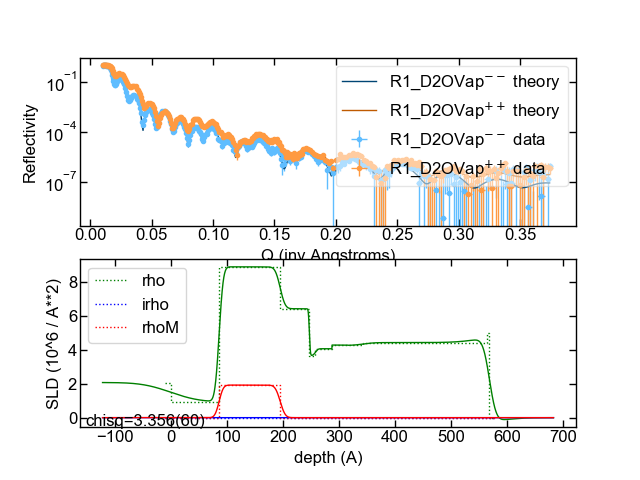 Reflectivity
10⁻¹
10⁻⁴
10⁻⁷
R1_D2OVap⁻⁻ theory
R1_D2OVap⁺⁺ theory
R1_D2OVap⁻⁻ data
R1_D2OVap⁺⁺ data
0.00 0.05 0.10 0.15 0.20 0.25 0.30 0.35
Q (inv Angstroms)
SLD (10^6 / A**2)
8
6
4
2
0
rho
irho
rhoM
chisq=3.356(60)
−100 0 100 200 300 400 500 600 700
depth (A)